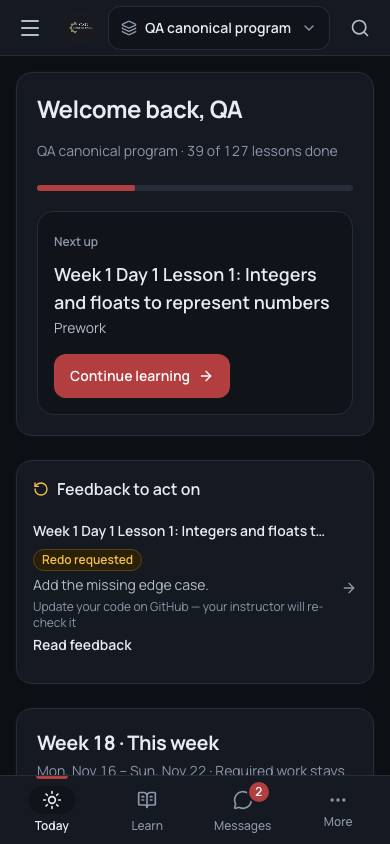 QA canonical program
Welcome back, QA
QA canonical program · 39 of 127 lessons done
Next up
Week 1 Day 1 Lesson 1: Integers
and floats to represent numbers
Prework
Continue learning
Feedback to act on
Week 1 Day 1 Lesson 1: Integers and floats t...
Redo requested
Add the missing edge case.
Update your code on GitHub — your instructor will re-
check it
Read feedback
Week 18 · This week
Mon, Nov 16 – Sun, Nov 22 · Required work stays
2
Today
Learn
Messages
More